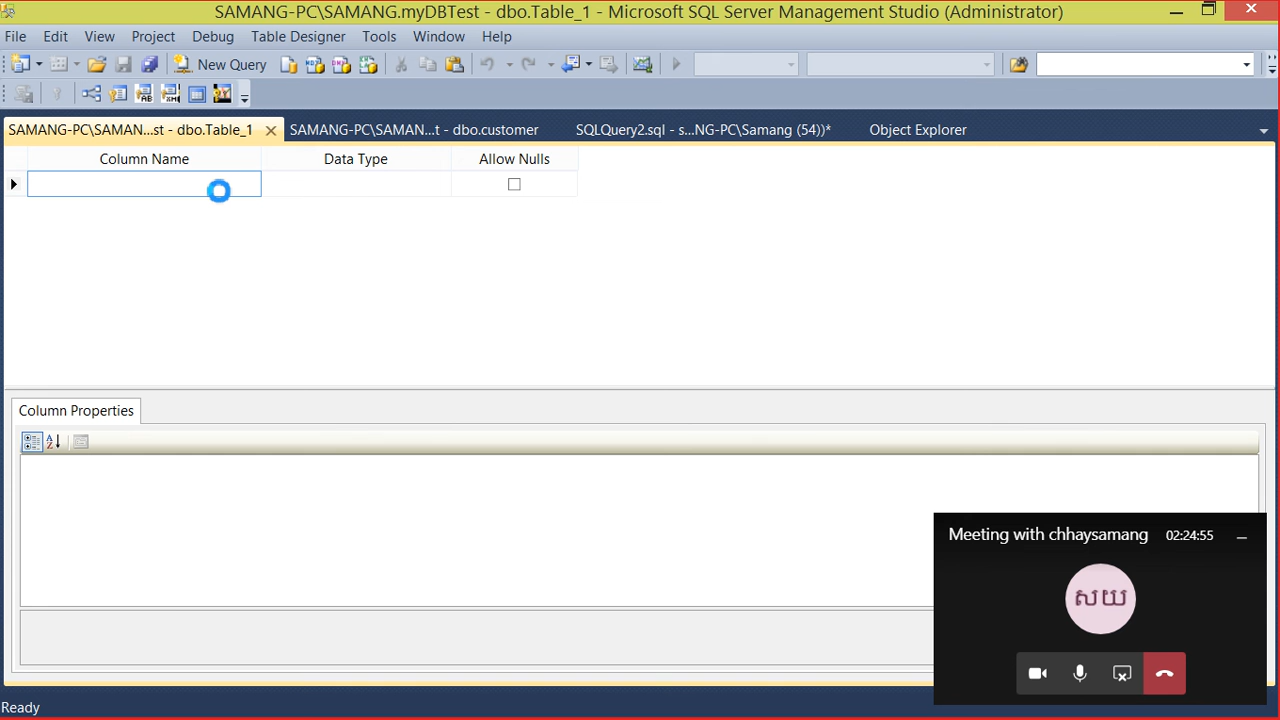 SAMANG-PC\SAMANG.myDBTest - dbo.Table_1 - Microsoft SQL Server Management Studio (Administrator)
File Edit View Project Debug Table Designer Tools Window Help
New Query
SAMANG-PC\SAMAN...st - dbo.Table_1 SAMANG-PC\SAMAN...t - dbo.customer SQLQuery2.sql - s...NG-PC\Samang (54))* Object Explorer
Column Name Data Type Allow Nulls
Column Properties
Meeting with chhaysamang 02:24:55
សយ
Ready